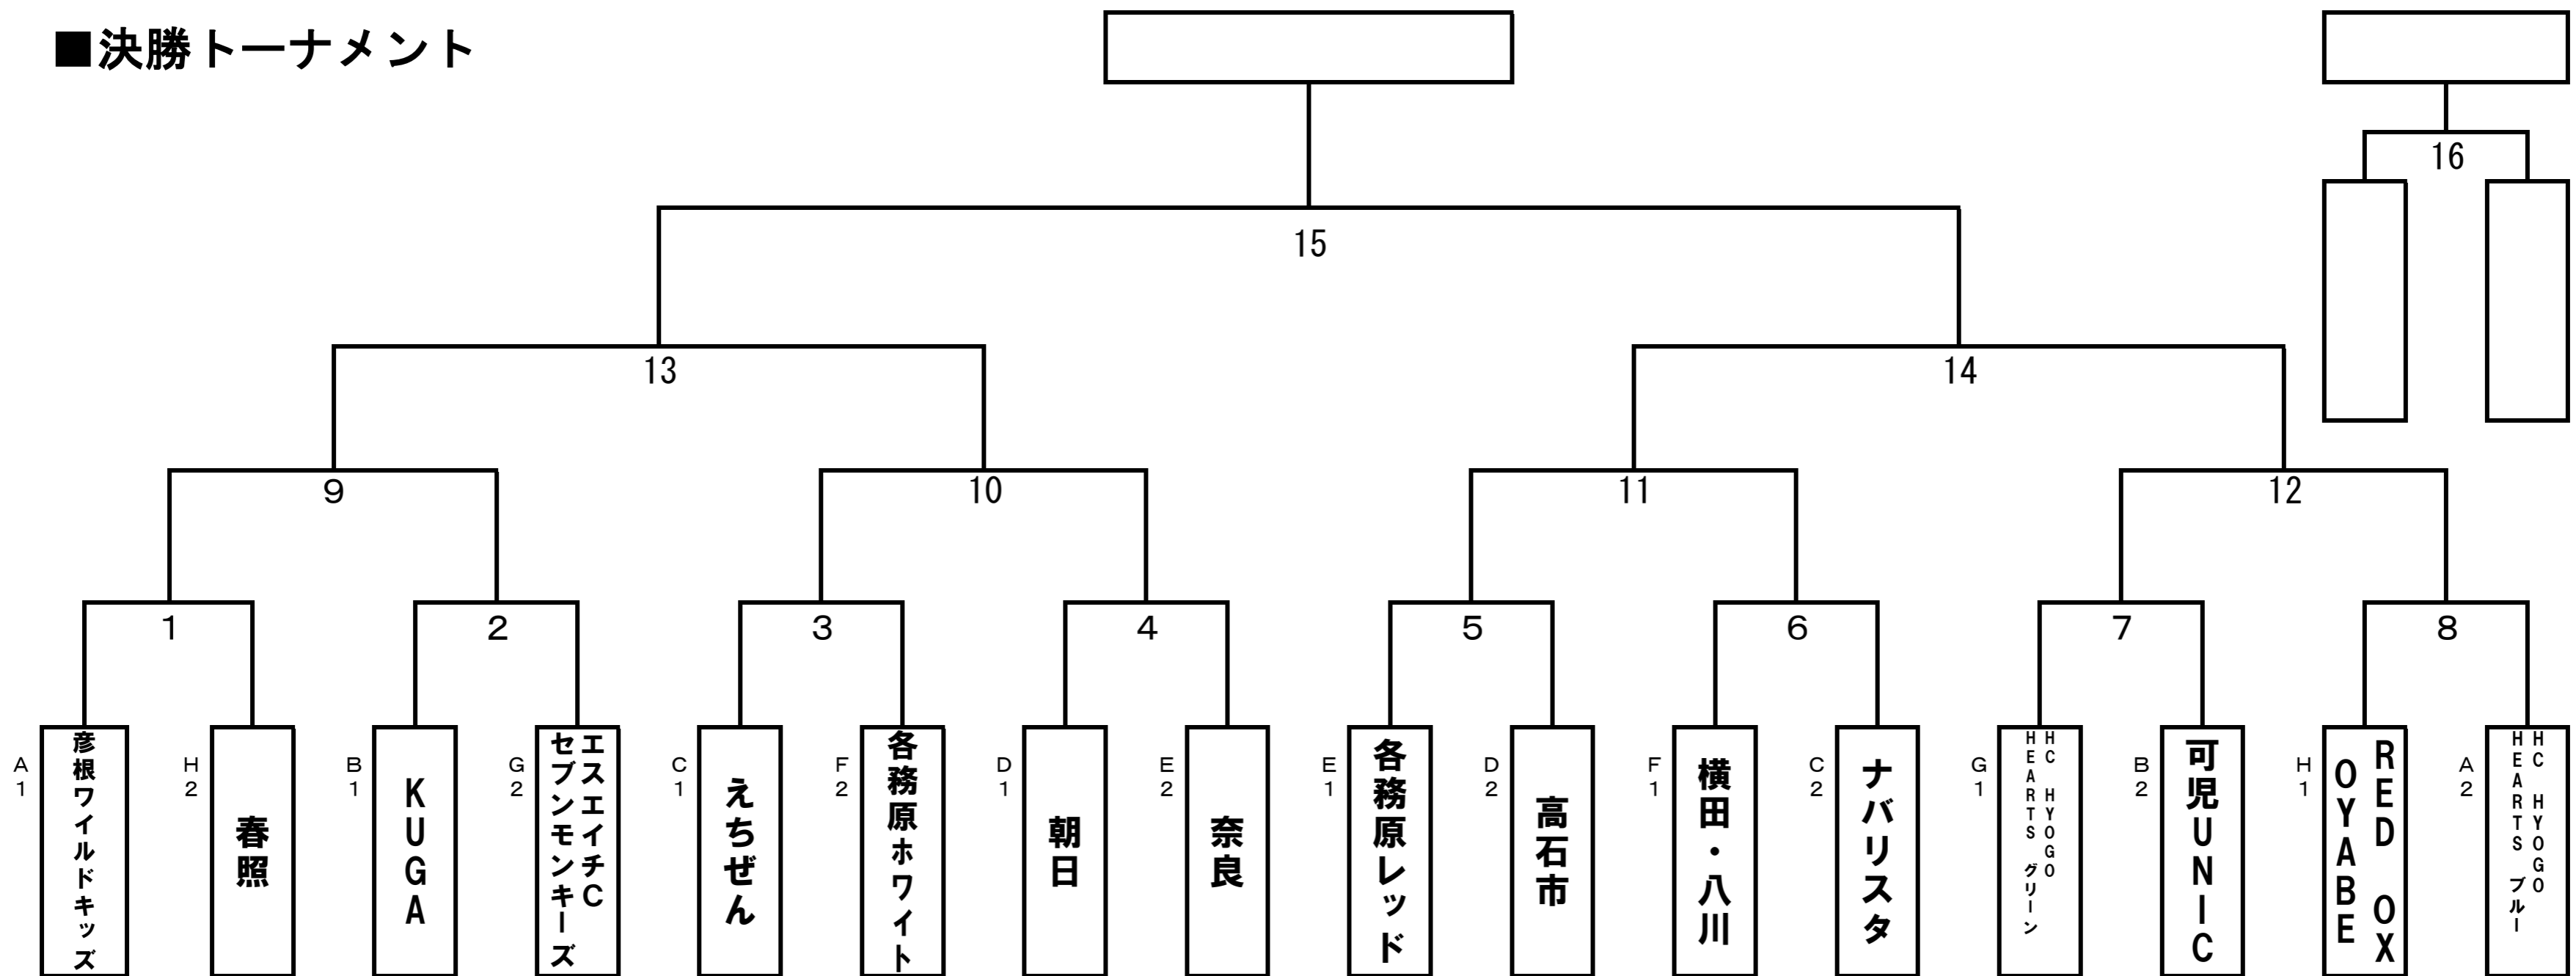 ■決勝トーナメント
16
15
13
14
9
10
11
12
1
2
3
4
5
6
7
8
A1
彦根ワイルドキッズ
H2
春照
B1
KUGA
G2
エスエイチC
セブンモンキーズ
C1
えちぜん
F2
各務原ホワイト
D1
朝日
E2
奈良
E1
各務原レッド
D2
高石市
F1
横田・八川
C2
ナバリスタ
G1
HC HYOGO
HEARTS グリーン
B2
可児UNIC
H1
RED OX
OYABE
A2
HC HYOGO
HEARTS ブルー